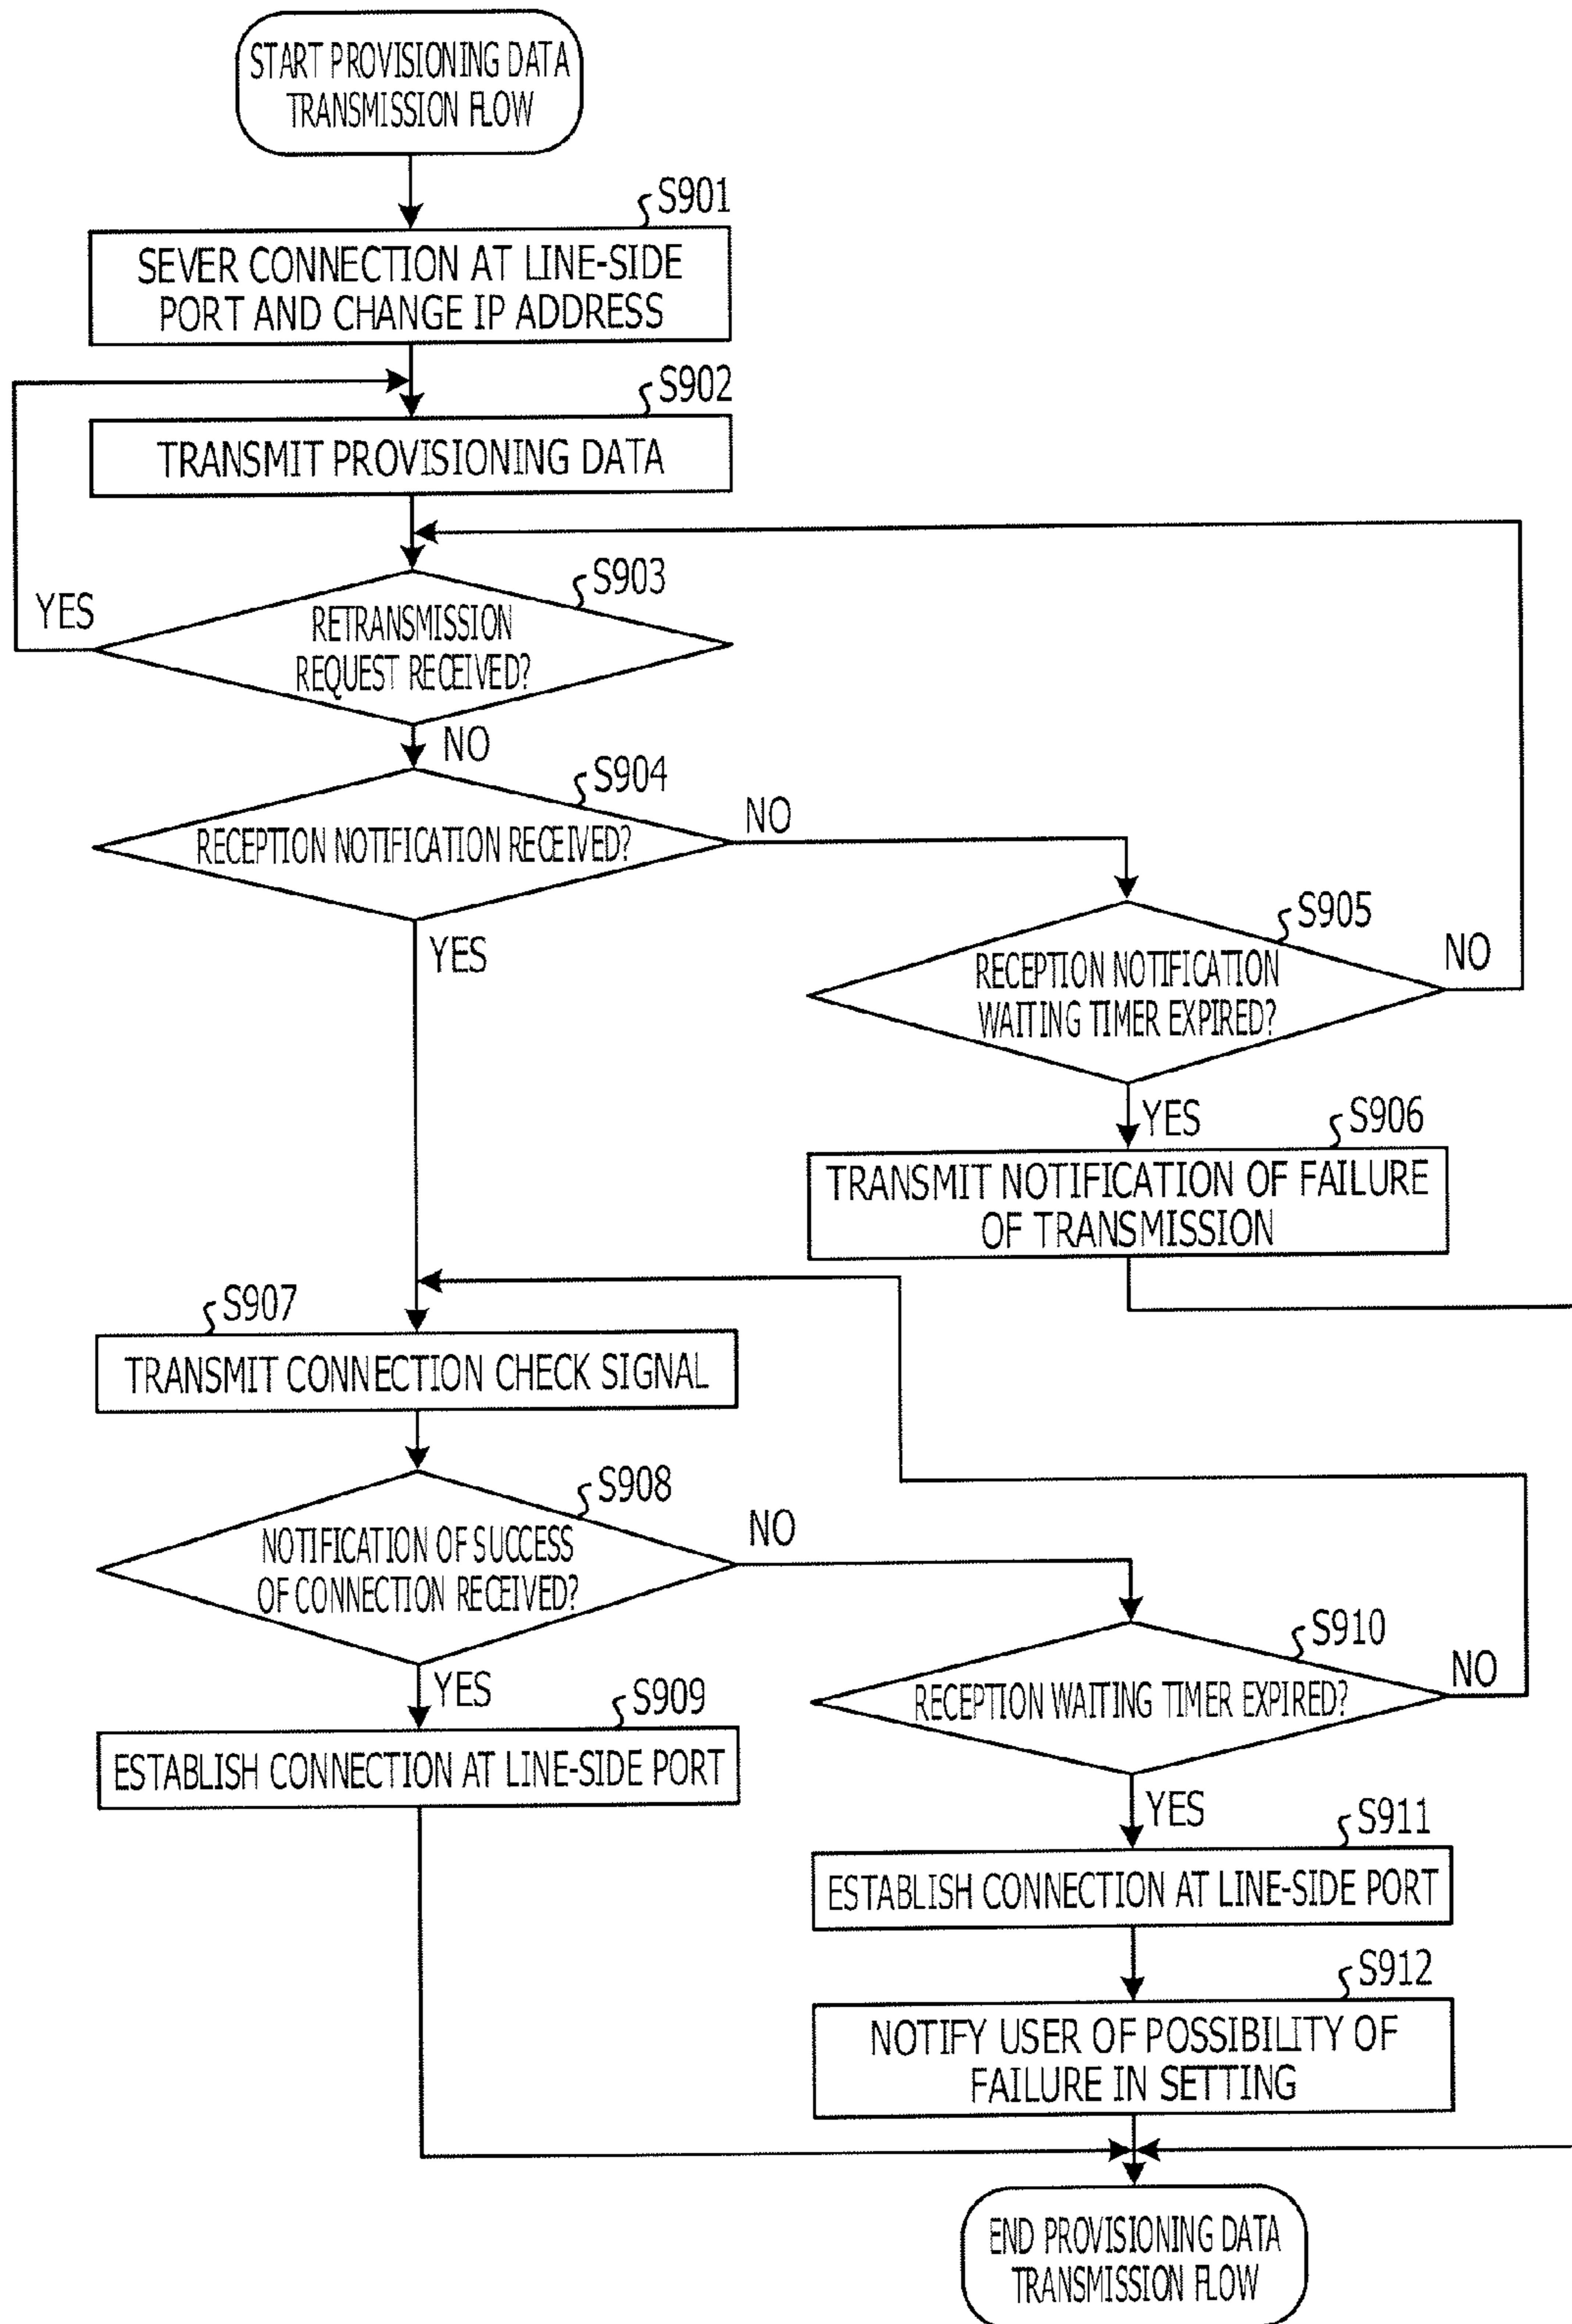 START PROVISIONING DATA
TRANSMISSION FLOW
S901
SEVER CONNECTION AT LINE-SIDE
PORT AND CHANGE IP ADDRESS
S902
TRANSMIT PROVISIONING DATA
S903
YES
RETRANSMISSION
REQUEST RECEIVED?
NO
S904
NO
RECEPTION NOTIFICATION RECEIVED?
YES
S905
NO
RECEPTION NOTIFICATION
WAITING TIMER EXPIRED?
YES
S906
TRANSMIT NOTIFICATION OF FAILURE
OF TRANSMISSION
S907
TRANSMIT CONNECTION CHECK SIGNAL
S908
NO
NOTIFICATION OF SUCCESS
OF CONNECTION RECEIVED?
YES
S909
ESTABLISH CONNECTION AT LINE-SIDE PORT
S910
NO
RECEPTION WAITING TIMER EXPIRED?
YES
S911
ESTABLISH CONNECTION AT LINE-SIDE PORT
S912
NOTIFY USER OF POSSIBILITY OF
FAILURE IN SETTING
END PROVISIONING DATA
TRANSMISSION FLOW